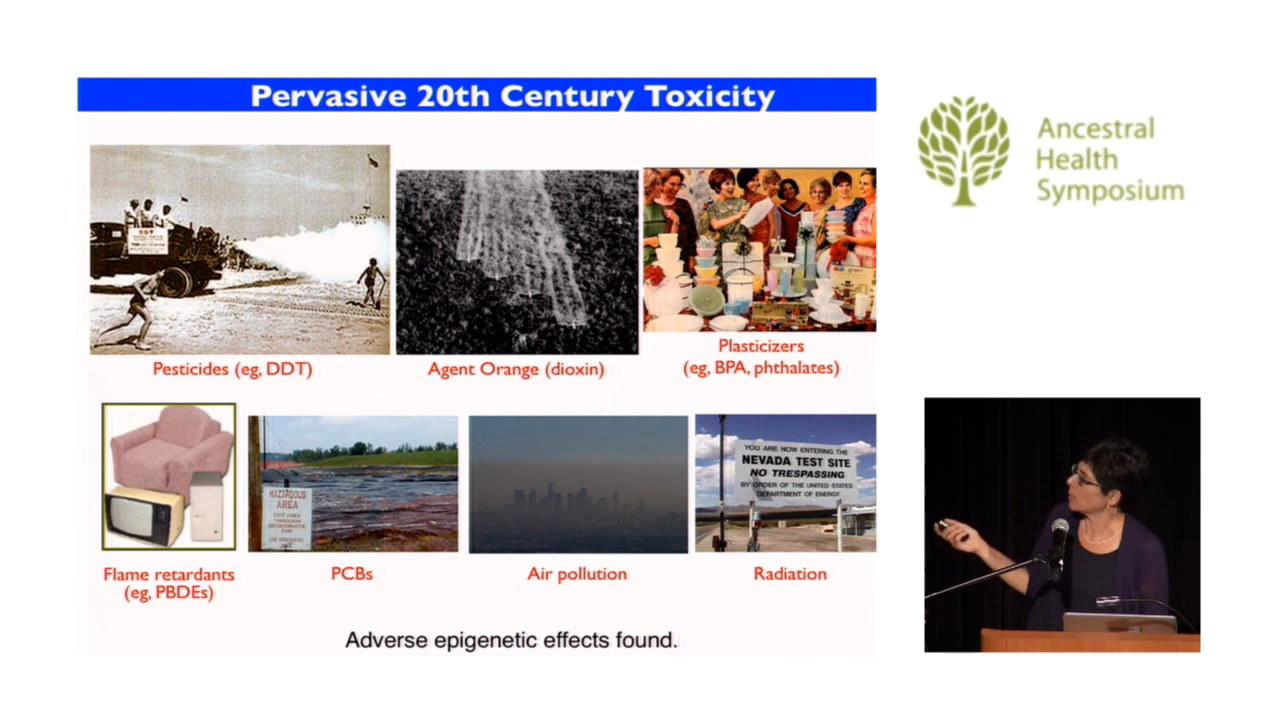 Pervasive 20th Century Toxicity
Ancestral
Health
Symposium
DDT
Pesticides (eg, DDT)
Agent Orange (dioxin)
Plasticizers
(eg, BPA, phthalates)
HAZARDOUS
AREA
YOU ARE NOW ENTERING THE
NEVADA TEST SITE
NO TRESPASSING
BY ORDER OF THE UNITED STATES
DEPARTMENT OF ENERGY
Flame retardants
(eg, PBDEs)
PCBs
Air pollution
Radiation
Adverse epigenetic effects found.